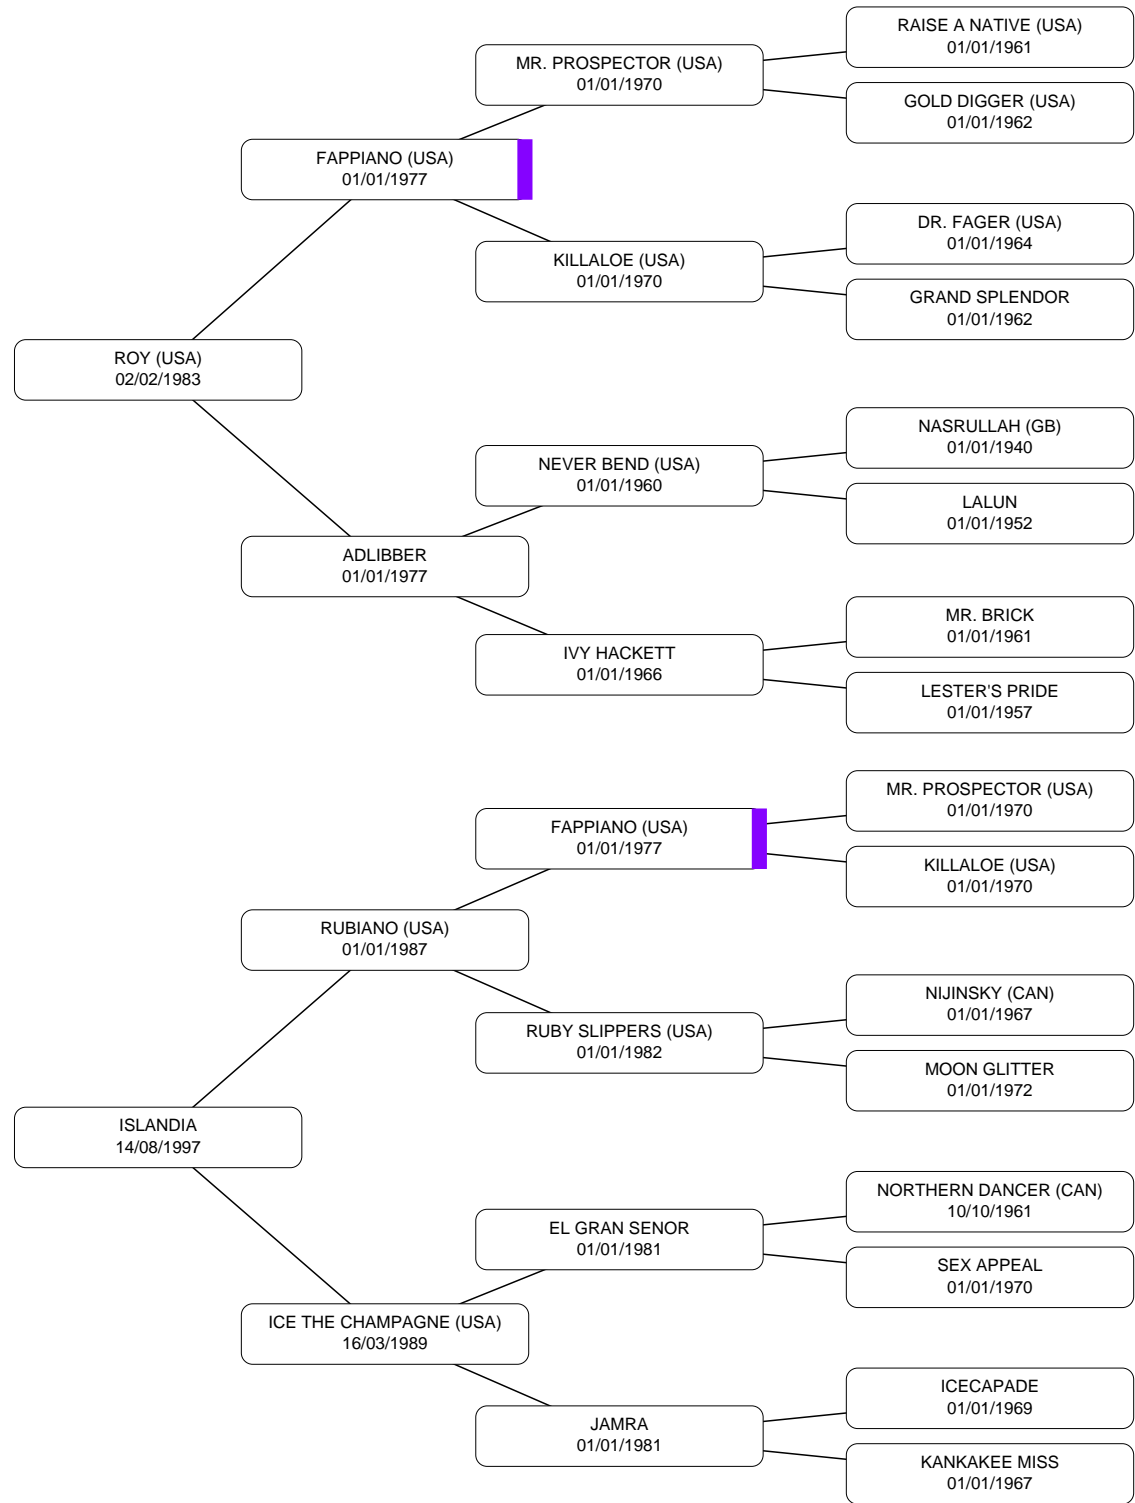 RAISE A NATIVE (USA)
01/01/1961
MR. PROSPECTOR (USA)
01/01/1970
GOLD DIGGER (USA)
01/01/1962
FAPPIANO (USA)
01/01/1977
DR. FAGER (USA)
01/01/1964
KILLALOE (USA)
01/01/1970
GRAND SPLENDOR
01/01/1962
ROY (USA)
02/02/1983
NASRULLAH (GB)
01/01/1940
NEVER BEND (USA)
01/01/1960
LALUN
01/01/1952
ADLIBBER
01/01/1977
MR. BRICK
01/01/1961
IVY HACKETT
01/01/1966
LESTER'S PRIDE
01/01/1957
MR. PROSPECTOR (USA)
01/01/1970
FAPPIANO (USA)
01/01/1977
KILLALOE (USA)
01/01/1970
RUBIANO (USA)
01/01/1987
NIJINSKY (CAN)
01/01/1967
RUBY SLIPPERS (USA)
01/01/1982
MOON GLITTER
01/01/1972
ISLANDIA
14/08/1997
NORTHERN DANCER (CAN)
10/10/1961
EL GRAN SENOR
01/01/1981
SEX APPEAL
01/01/1970
ICE THE CHAMPAGNE (USA)
16/03/1989
ICECAPADE
01/01/1969
JAMRA
01/01/1981
KANKAKEE MISS
01/01/1967